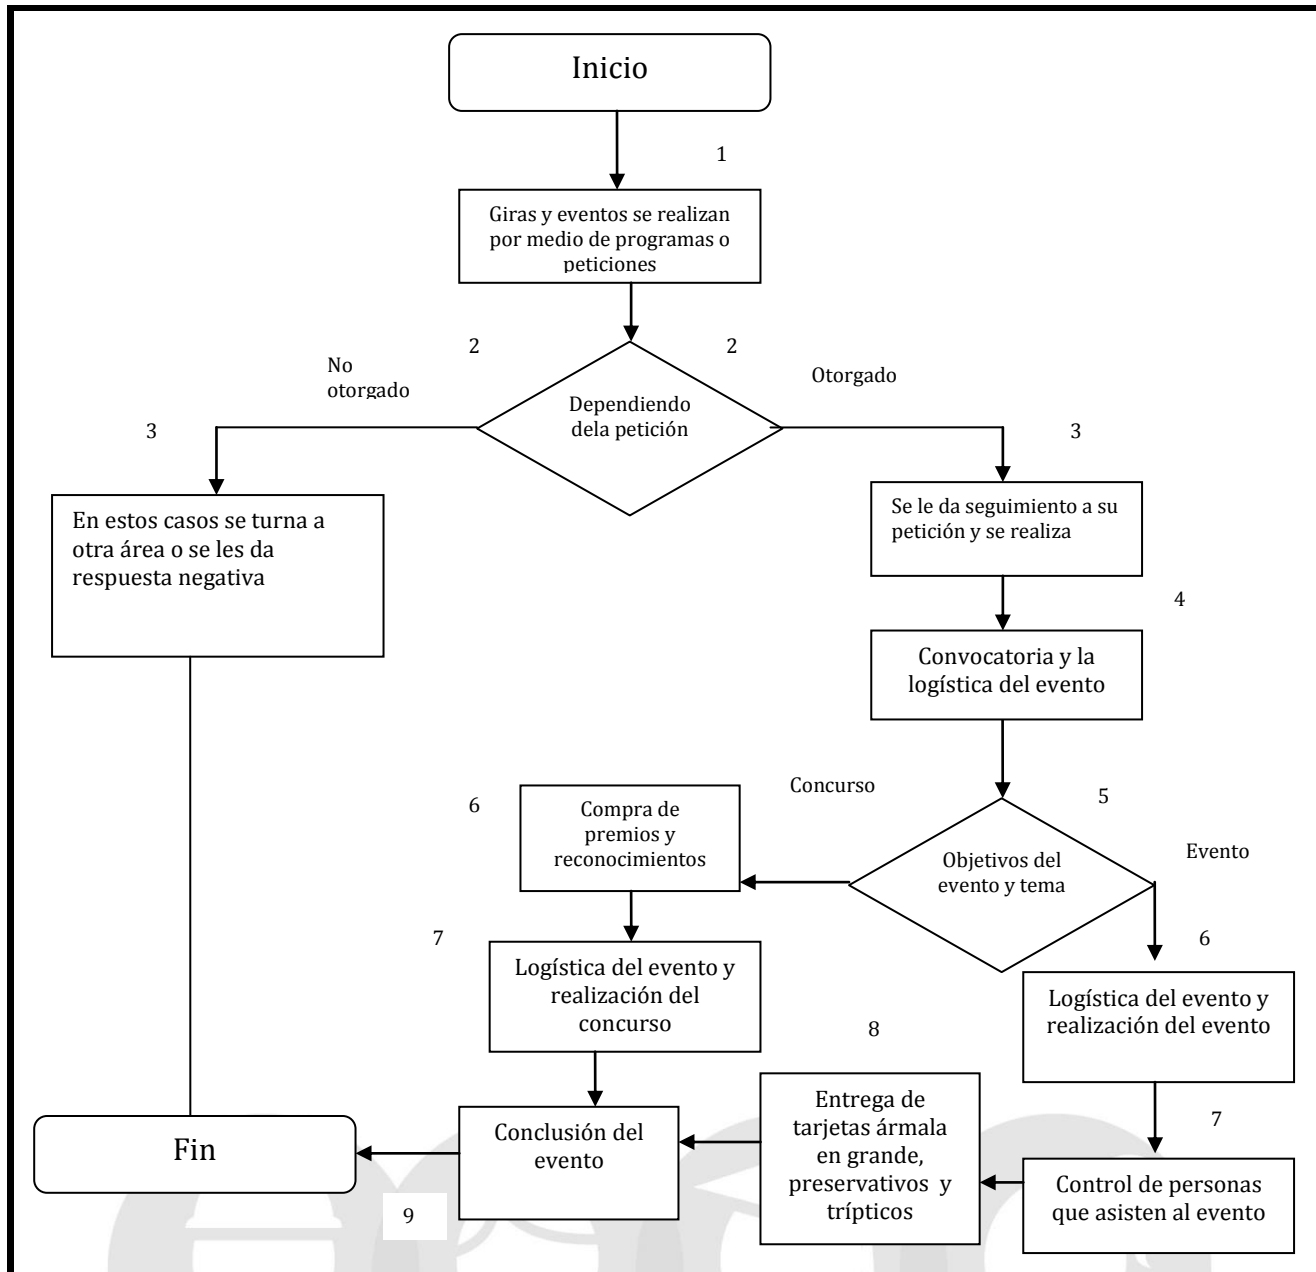 Inicio
1
Giras y eventos se realizan
por medio de programas o
peticiones
2
2
No
otorgado
Otorgado
Dependiendo
dela petición
3
3
En estos casos se turna a
otra área o se les da
respuesta negativa
Se le da seguimiento a su
petición y se realiza
4
Convocatoria y la
logística del evento
Concurso
5
6
Compra de
premios y
reconocimientos
Objetivos del
evento y tema
Evento
6
7
Logística del evento y
realización del
concurso
Logística del evento y
realización del evento
8
Entrega de
tarjetas ármala
en grande,
preservativos y
trípticos
7
Control de personas
que asisten al evento
Conclusión del
evento
Fin
9